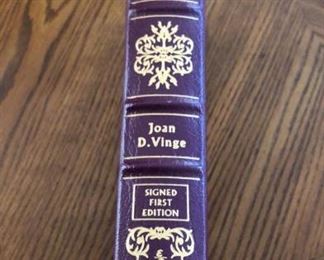 Joan
D. Vinge
SIGNED
FIRST
EDITION